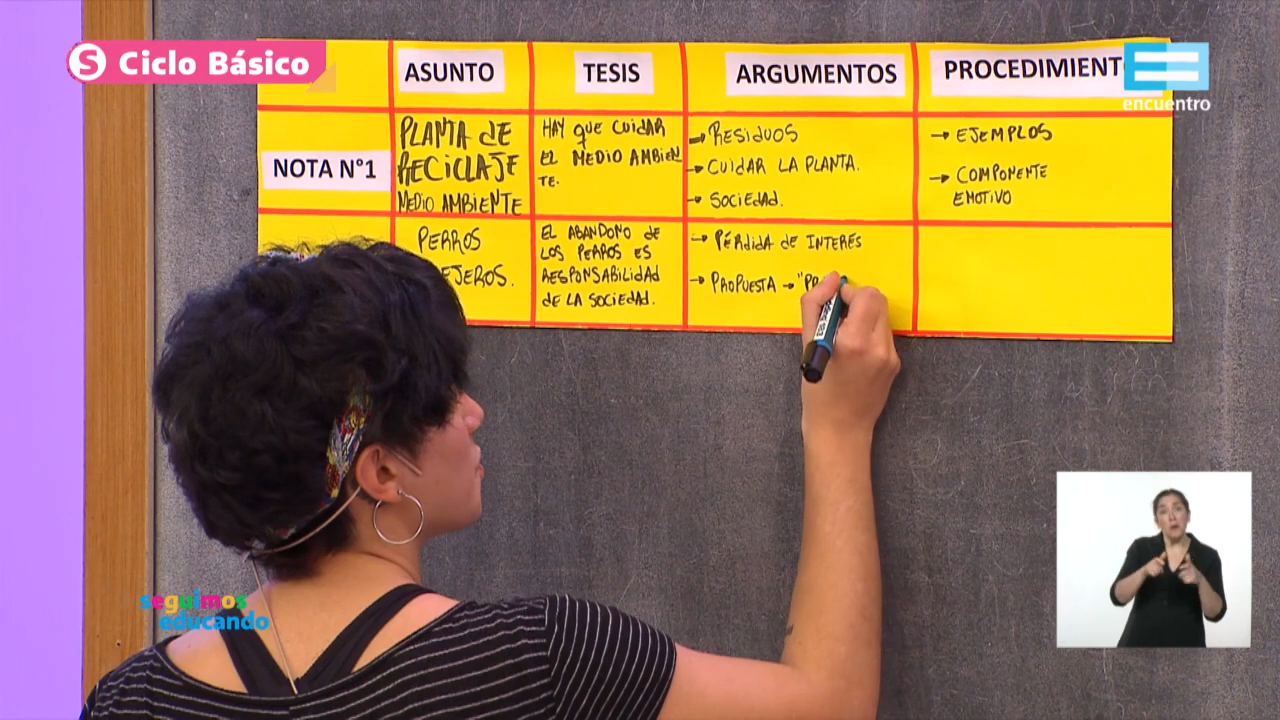 S Ciclo Básico
ASUNTO
TESIS
ARGUMENTOS
PROCEDIMIENT
encuentro
NOTA N°1
PLANTA dE
RECICLAJE
MEDIO AMBIENTE
HAY qUE CUidAR
EL MEDIO AMBIEN
TE.
→ RESIdUOS
→ CUIdAR LA PLANTA.
→ SOCIEdAd.
→ EJEMPLOS
→ COMPONENTE
EMOTIVO
PERROS
EJEROS.
EL ABANDONO dE
LOS PERROS ES
RESPONSABILIDAD
dE LA SOCIEDAD.
→ PÉRdIdA dE INTERÉS
→ PROPUESTA → "PR
seguimos
educando